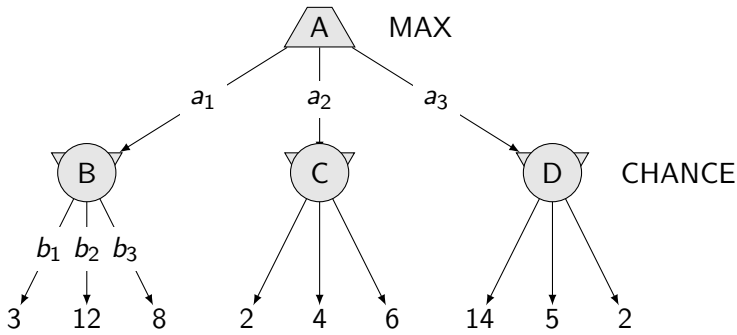 A MAX
a₁ a₂ a₃
B C D CHANCE
b₁ b₂ b₃
3 12 8 2 4 6 14 5 2